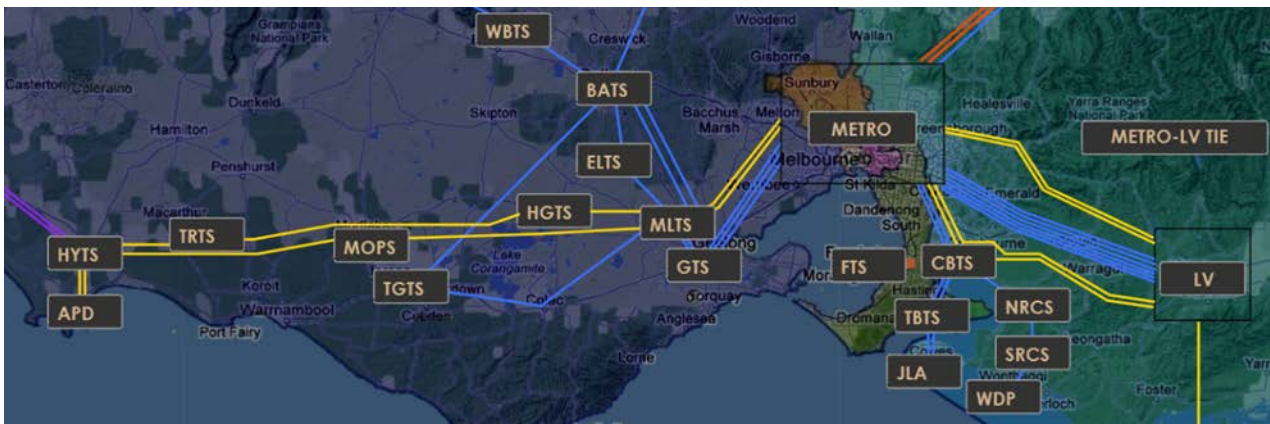 Grampians
National Park
Woodend
WBTS
Creswick
Gisborne
Wallan
Casterton
Coleraine
BATS
Sunbury
Dunkeld
Skipton
Bacchus
Marsh
Melton
Healesville
Yarra Ranges
National Park
Hamilton
METRO
METRO-LV TIE
ELTS
Melbourne
Penshurst
St Kilda
Emerald
Macarthur
HGTS
Dandenong
South
TRTS
MLTS
MOPS
HYTS
GTS
FTS
CBTS
Lake
Corangamite
Warragul
LV
TGTS
Koroit
Torquay
Hastings
APD
Warrnambool
Colac
Port Fairy
Anglesea
Dromana
TBTS
NRCS
Lorne
Cowes
SRCS
JLA
Wonthaggi
Foster
WDP